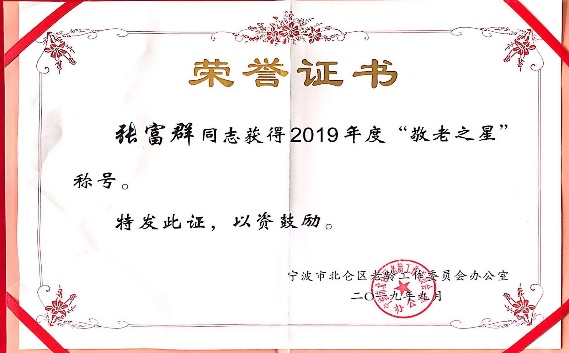 荣誉证书
张富群同志获得2019年度“敬老之星”
称号。
特发此证，以资鼓励。
宁波市北仑区老龄工作委员会办公室
二〇一九年九月